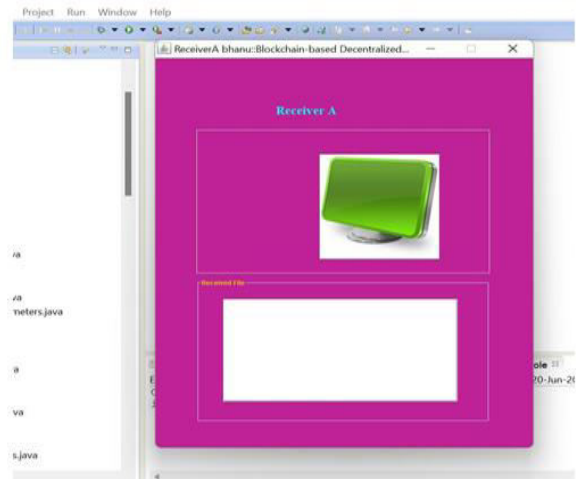 Project Run Window Help
ReceiverA bhanu::Blockchain-based Decentralized...
Receiver A
va
va
meters.java
Received File
a
ole
20-Jun-20
va
s.java